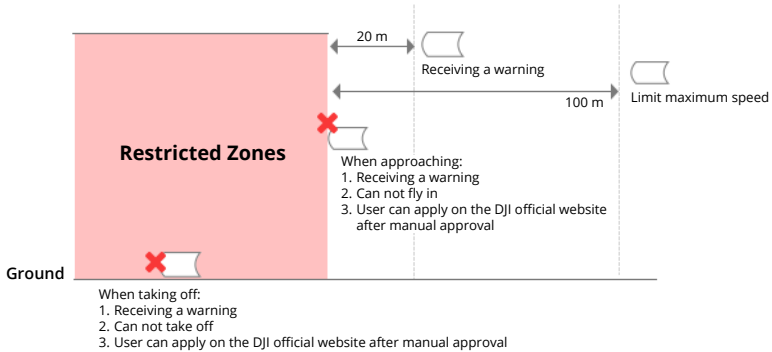 20 m
Receiving a warning
100 m
Limit maximum speed
Restricted Zones
When approaching:
1. Receiving a warning
2. Can not fly in
3. User can apply on the DJI official website
after manual approval
Ground
When taking off:
1. Receiving a warning
2. Can not take off
3. User can apply on the DJI official website after manual approval